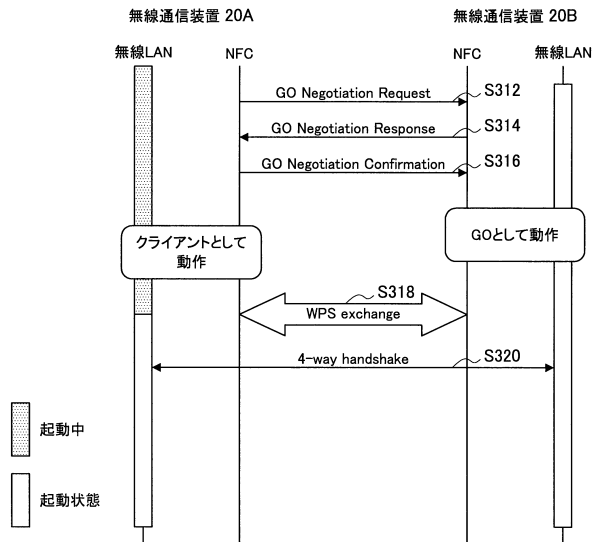 無線通信装置 20A
無線通信装置 20B
無線LAN
NFC
NFC
無線LAN
GO Negotiation Request
S312
GO Negotiation Response
S314
GO Negotiation Confirmation
S316
クライアントとして
動作
GOとして動作
S318
WPS exchange
4-way handshake
S320
起動中
起動状態